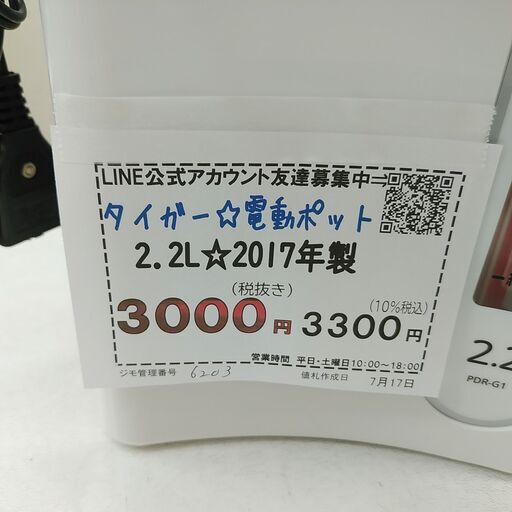 LINE公式アカウント友達募集中⇒
タイガー☆電動ポット
2.2L☆2017年製
(税抜き)
(10%税込)
3000円 3300円
営業時間 平日・土曜日10:00~18:00
ジモ管理番号 6203 値札作成日 7月17日
2.2
PDR-G1